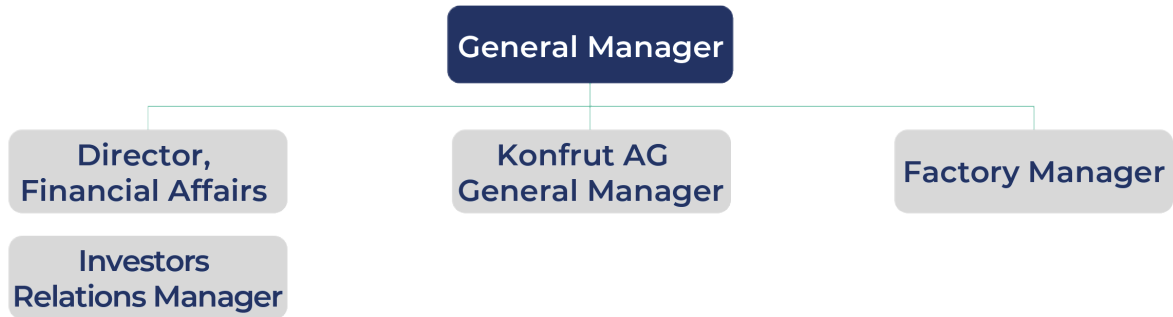 General Manager
Director,
Financial Affairs
Konfrut AG
General Manager
Factory Manager
Investors
Relations Manager